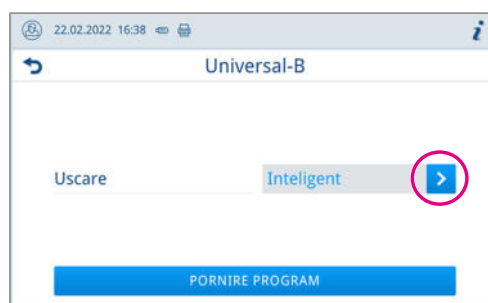 22.02.2022 16:38
Universal-B
Uscare Inteligent
PORNIRE PROGRAM